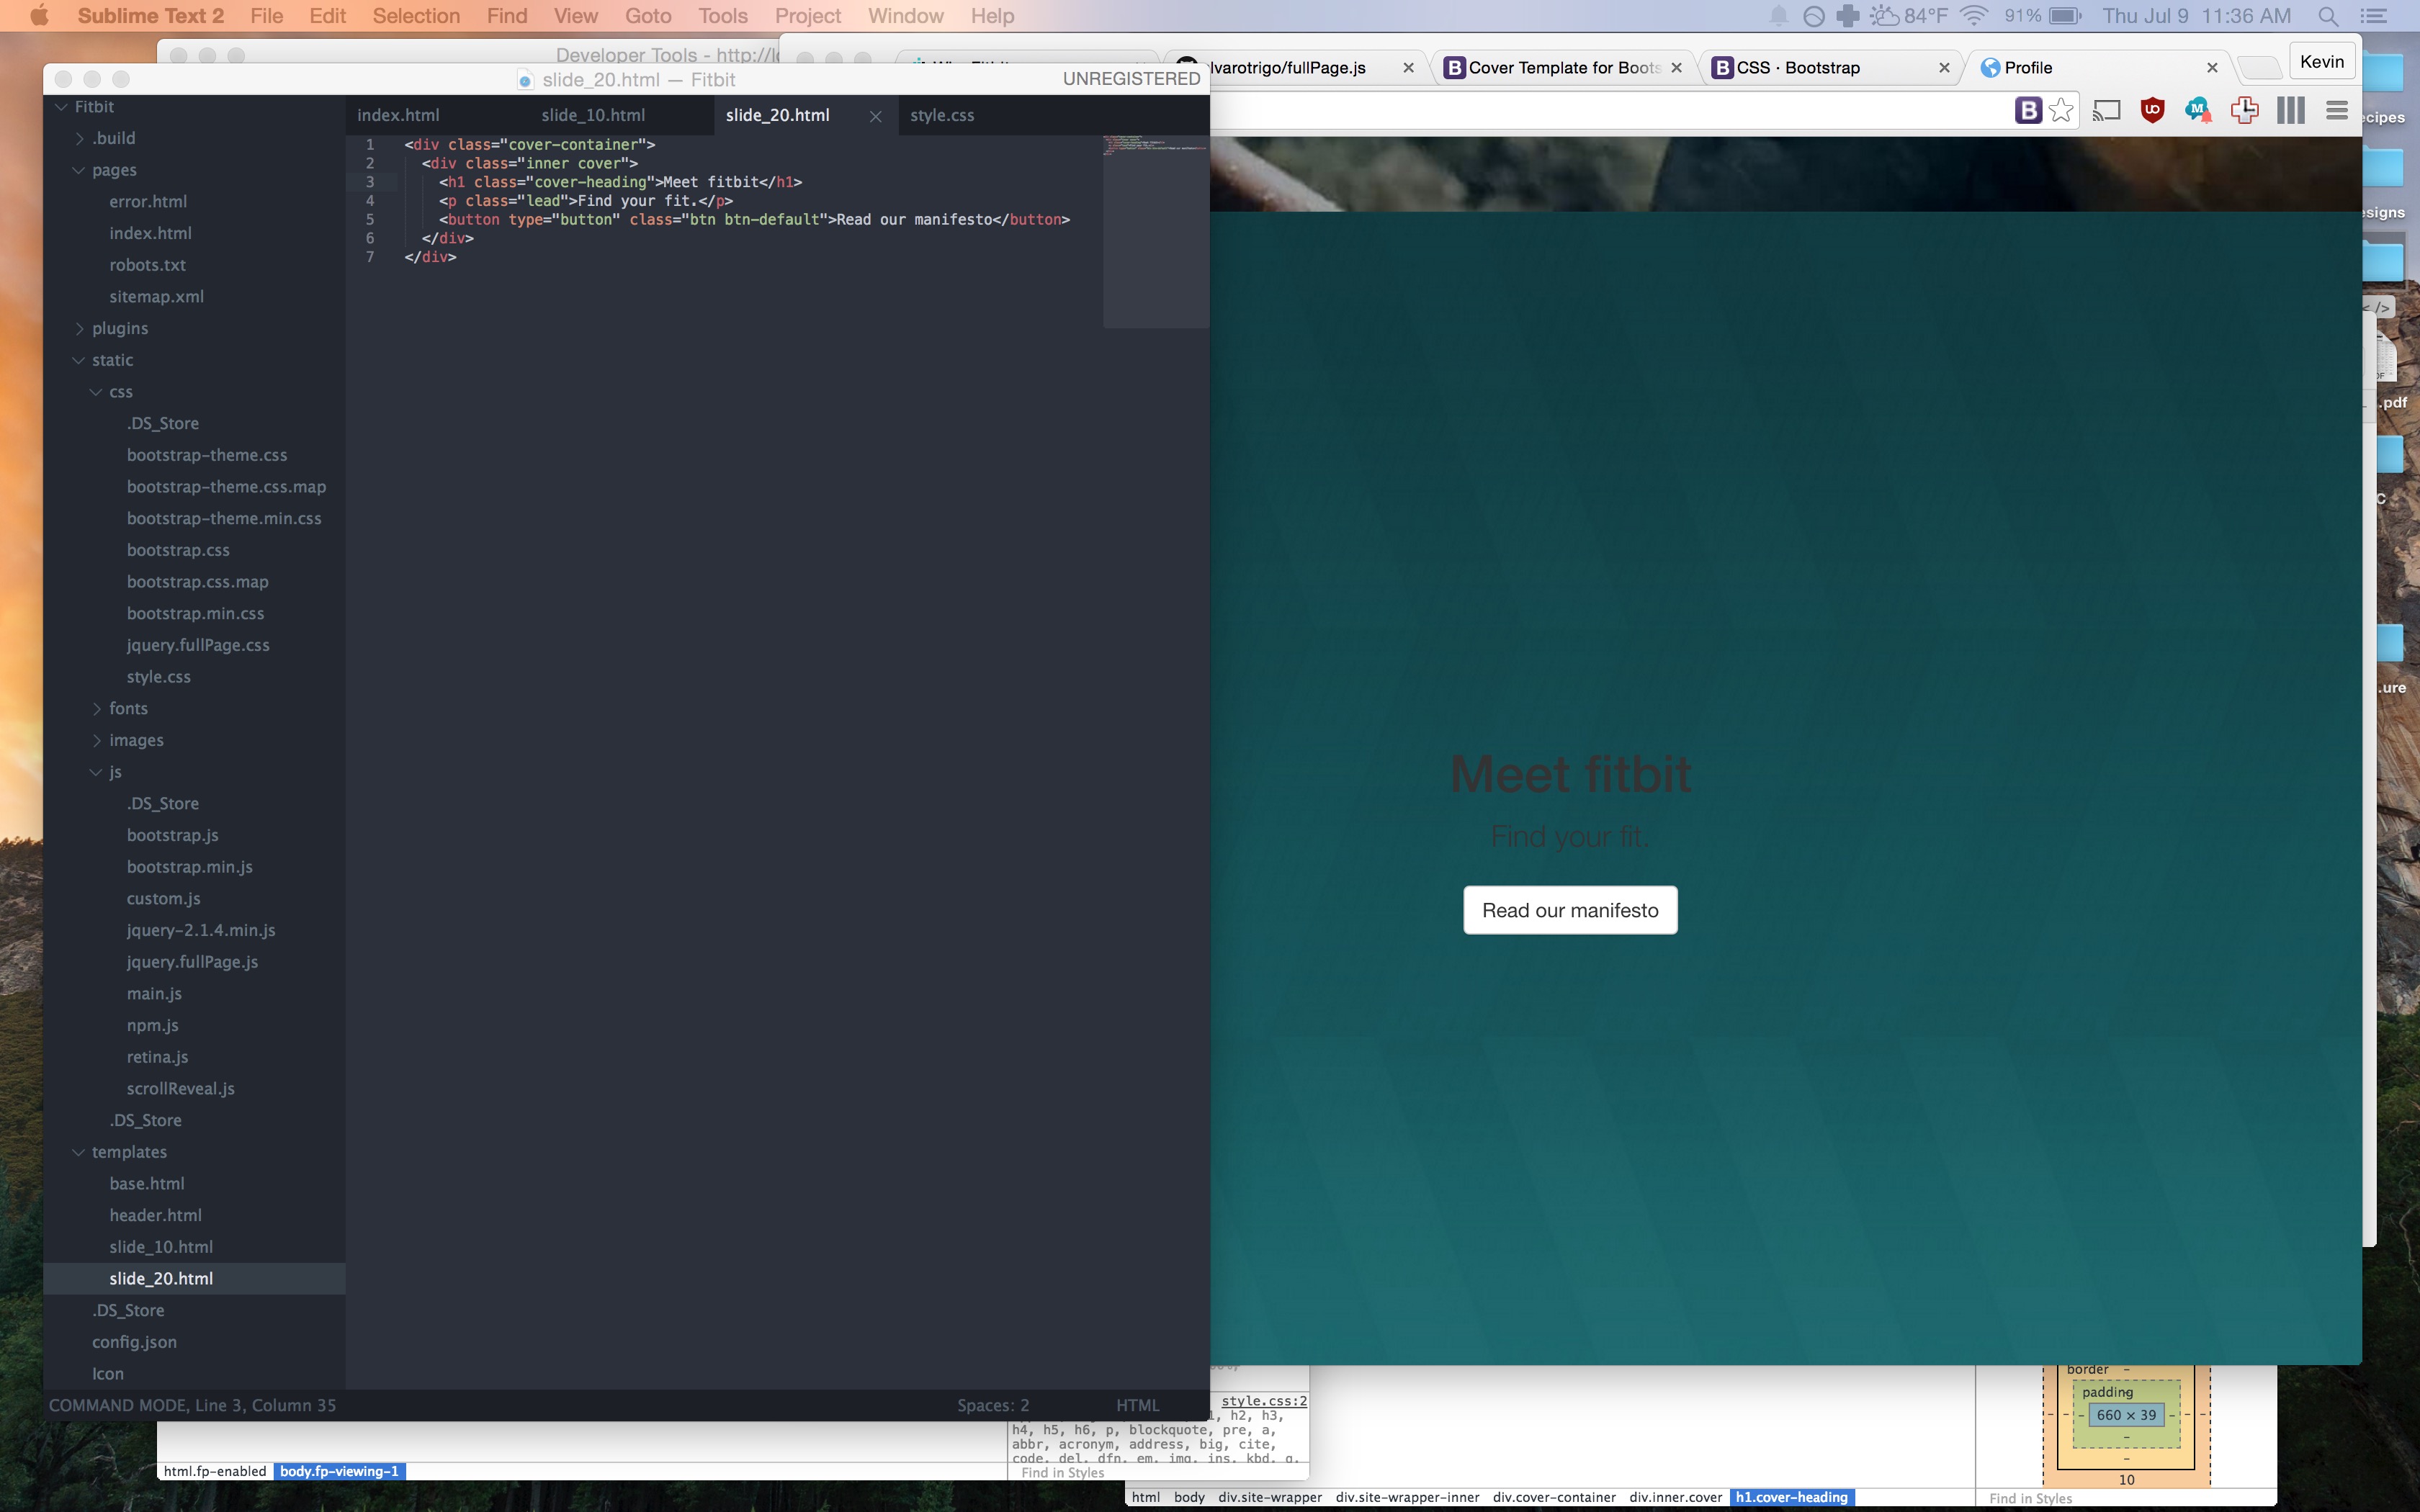 Sublime Text 2 File Edit Selection Find View Goto Tools Project Window Help 84°F 91% Thu Jul 9 11:36 AM
Developer Tools - http://l
slide_20.html — Fitbit UNREGISTERED
lvarotrigo/fullPage.js Cover Template for Boots CSS · Bootstrap Profile Kevin
Fitbit
.build
pages
error.html
index.html
robots.txt
sitemap.xml
plugins
static
css
.DS_Store
bootstrap-theme.css
bootstrap-theme.css.map
bootstrap-theme.min.css
bootstrap.css
bootstrap.css.map
bootstrap.min.css
jquery.fullPage.css
style.css
fonts
images
js
.DS_Store
bootstrap.js
bootstrap.min.js
custom.js
jquery-2.1.4.min.js
jquery.fullPage.js
main.js
npm.js
retina.js
scrollReveal.js
.DS_Store
templates
base.html
header.html
slide_10.html
slide_20.html
.DS_Store
config.json
Icon
index.html slide_10.html slide_20.html style.css
1 <div class="cover-container">
2 <div class="inner cover">
3 <h1 class="cover-heading">Meet fitbit</h1>
4 <p class="lead">Find your fit.</p>
5 <button type="button" class="btn btn-default">Read our manifesto</button>
6 </div>
7 </div>
COMMAND MODE, Line 3, Column 35 Spaces: 2 HTML
Meet fitbit
Find your fit.
Read our manifesto
ecipes
esigns
</>
.pdf
.ure
style.css:2
1, h2, h3,
h4, h5, h6, p, blockquote, pre, a,
abbr, acronym, address, big, cite,
code, del, dfn, em, img, ins, kbd, q,
Find in Styles
html.fp-enabled body.fp-viewing-1
border -
padding
660 × 39
10
html body div.site-wrapper div.site-wrapper-inner div.cover-container div.inner.cover h1.cover-heading
Find in Styles